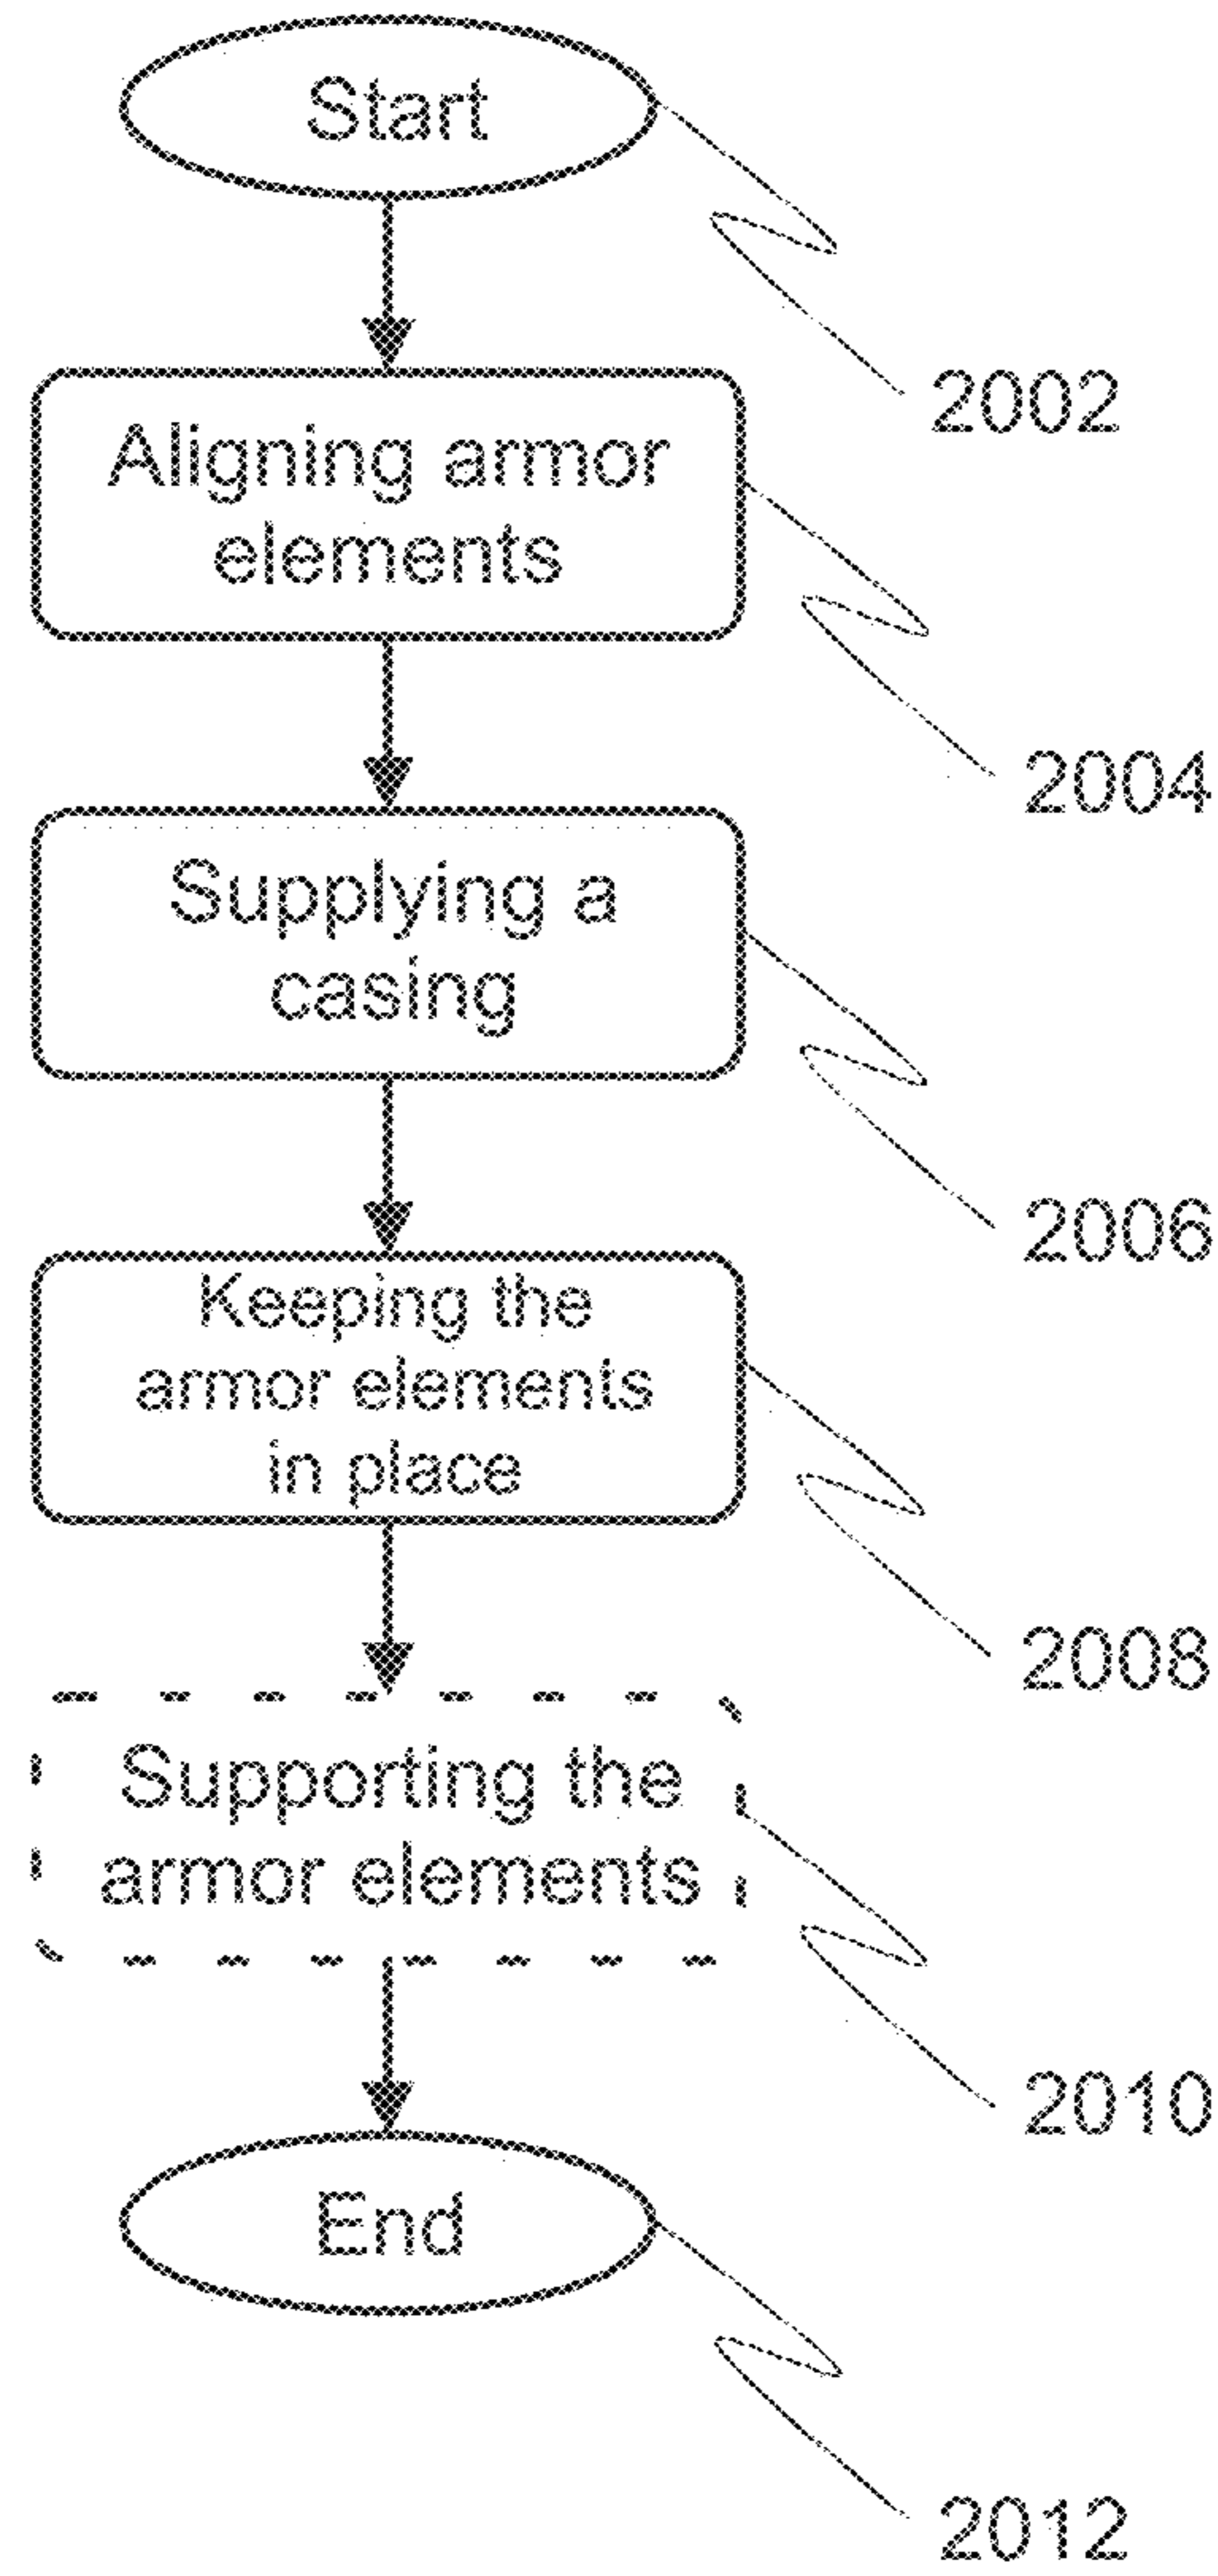 Start
2002
Aligning armor
elements
2004
Supplying a
casing
2006
Keeping the
armor elements
in place
2008
Supporting the
armor elements
2010
End
2012